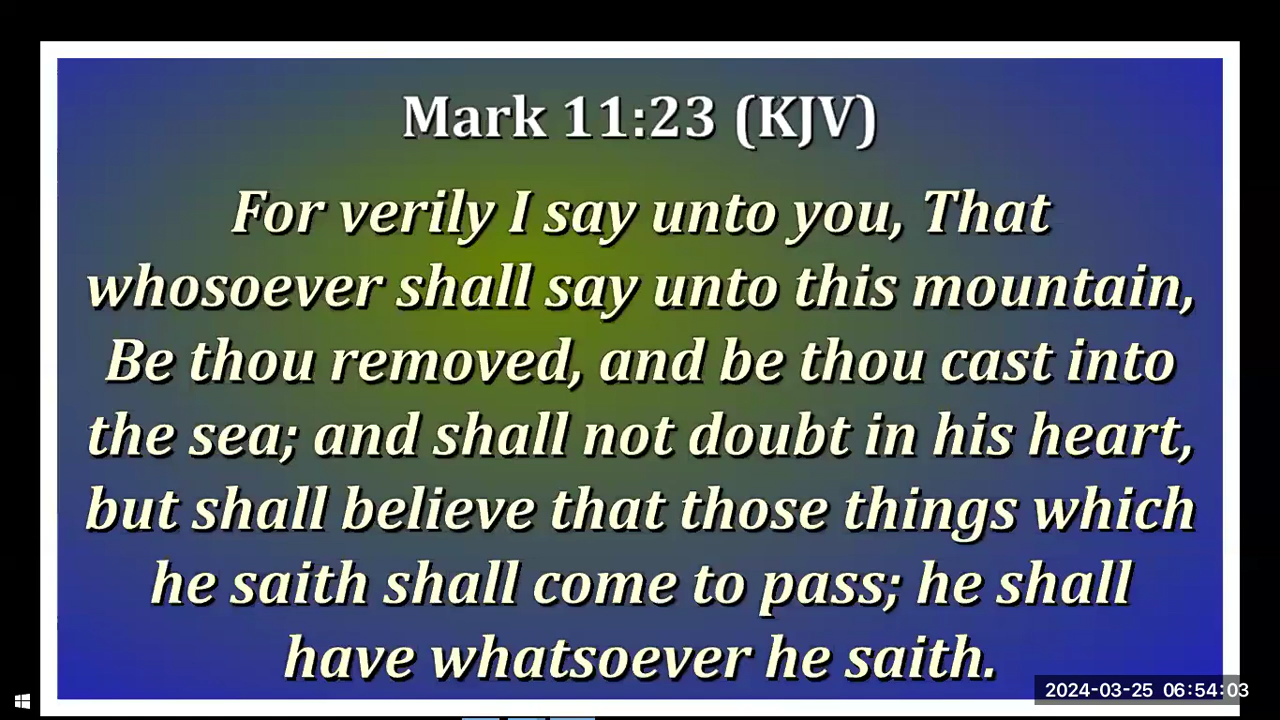 Mark 11:23 (KJV)
For verily I say unto you, That
whosoever shall say unto this mountain,
Be thou removed, and be thou cast into
the sea; and shall not doubt in his heart,
but shall believe that those things which
he saith shall come to pass; he shall
have whatsoever he saith.
2024-03-25 06:54:03